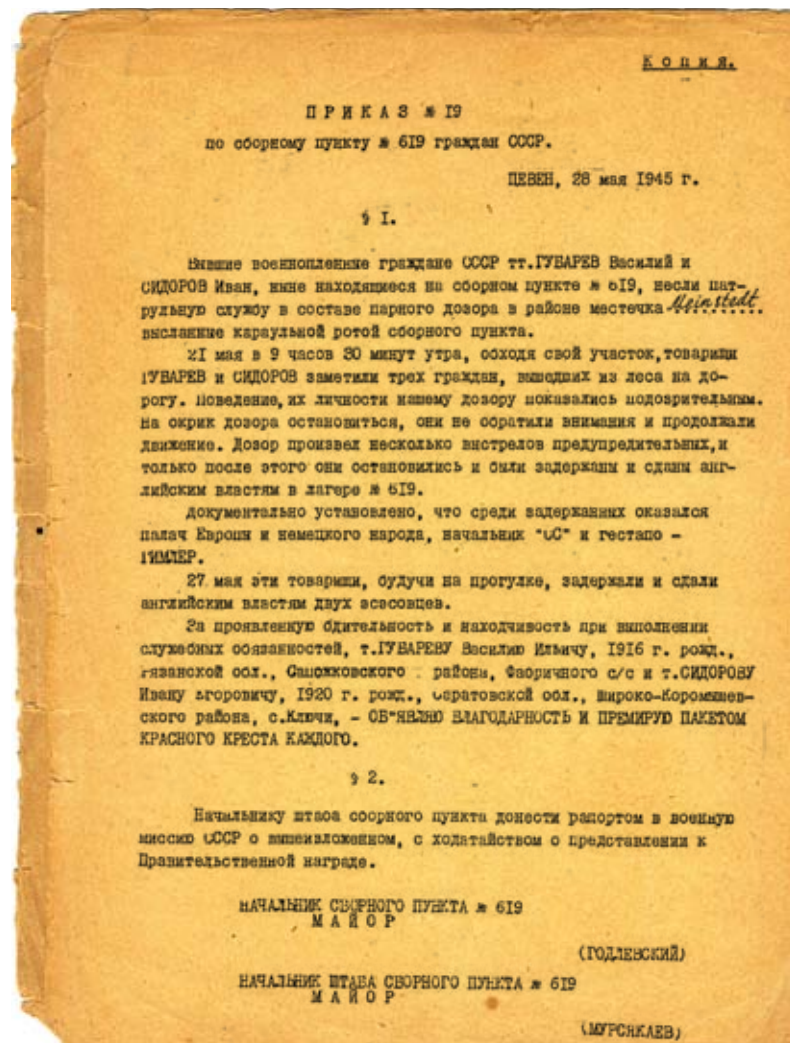 Копия.
ПРИКАЗ № 19
по сборному пункту № 619 граждан СССР.
ЦЕВЕН, 28 мая 1945 г.
§ I.
Бывшие военнопленные граждане СССР тт.ГУБАРЕВ Василий и
СИДОРОВ Иван, ныне находящиеся на сборном пункте № 619, несли пат-
рульную службу в составе парного дозора в районе местечка Meinstedt
высланные караульной ротой сборного пункта.
21 мая в 9 часов 30 минут утра, обходя свой участок,товарищи
ГУБАРЕВ и СИДОРОВ заметили трех граждан, вышедших из леса на до-
рогу. Поведение,их личности нашему дозору показались подозрительным.
На окрик дозора остановиться, они не обратили внимания и продолжали
движение. Дозор произвел несколько выстрелов предупредительных,и
только после этого они остановились и были задержаны и сданы анг-
лийским властям в лагере № 619.
Документально установлено, что среди задержанных оказался
палач Европы и немецкого народа, начальник "СС" и гестапо -
ГИМЛЕР.
27 мая эти товарищи, будучи на прогулке, задержали и сдали
английским властям двух эсэсовцев.
За проявленную бдительность и находчивость при выполнении
служебных обязанностей, т.ГУБАРЕВУ Василию Ильичу, 1916 г. рожд.,
Рязанской обл., Сапожковского района, Фабричного с/с и т.СИДОРОВУ
Ивану Егоровичу, 1920 г. рожд., Саратовской обл., Широко-Коромышев-
ского района, с.Ключи, - ОБ"ЯВЛЯЮ БЛАГОДАРНОСТЬ И ПРЕМИРУЮ ПАКЕТОМ
КРАСНОГО КРЕСТА КАЖДОГО.
§ 2.
Начальнику штаба сборного пункта донести рапортом в военную
миссию СССР о вышеизложенном, с ходатайством о представлении к
Правительственной награде.
НАЧАЛЬНИК СБОРНОГО ПУНКТА № 619
МАЙОР
(ГОДЛЕВСКИЙ)
НАЧАЛЬНИК ШТАБА СБОРНОГО ПУНКТА № 619
МАЙОР
(МУРСЯКАЕВ)